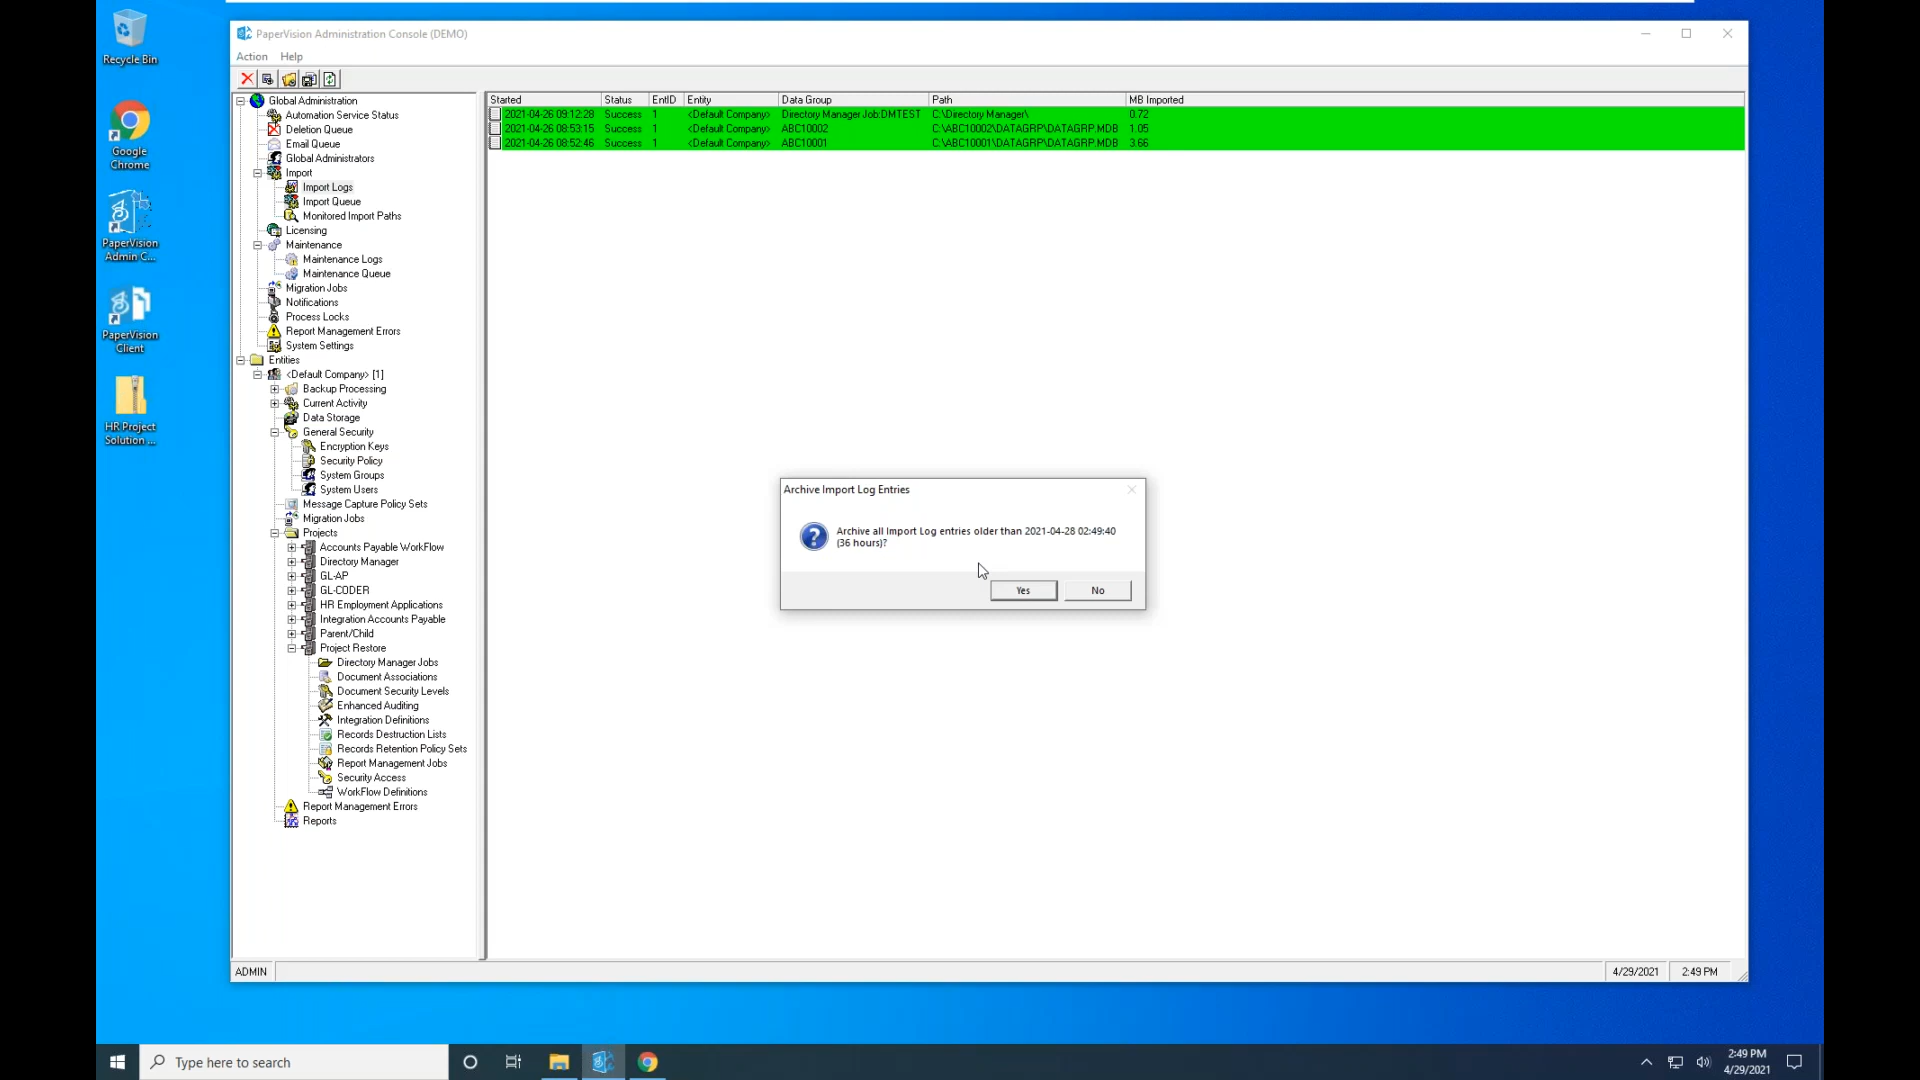 Recycle Bin
Google
Chrome
PaperVision
Admin C...
PaperVision
Client
HR Project
Solution ...
PaperVision Administration Console (DEMO)
Action Help
Global Administration
Automation Service Status
Deletion Queue
Email Queue
Global Administrators
Import
Import Logs
Import Queue
Monitored Import Paths
Licensing
Maintenance
Maintenance Logs
Maintenance Queue
Migration Jobs
Notifications
Process Locks
Report Management Errors
System Settings
Entities
<Default Company> [1]
Backup Processing
Current Activity
Data Storage
General Security
Encryption Keys
Security Policy
System Groups
System Users
Message Capture Policy Sets
Migration Jobs
Projects
Accounts Payable WorkFlow
Directory Manager
GL-AP
GL-CODER
HR Employment Applications
Integration Accounts Payable
Parent/Child
Project Restore
Directory Manager Jobs
Document Associations
Document Security Levels
Enhanced Auditing
Integration Definitions
Records Destruction Lists
Records Retention Policy Sets
Report Management Jobs
Security Access
WorkFlow Definitions
Report Management Errors
Reports
Started Status EntID Entity Data Group Path MB Imported
2021-04-26 09:12:28 Success 1 <Default Company> Directory Manager Job:DMTEST C:\Directory Manager\ 0.72
2021-04-26 08:53:15 Success 1 <Default Company> ABC10002 C:\ABC10002\DATAGRP\DATAGRP.MDB 1.05
2021-04-26 08:52:46 Success 1 <Default Company> ABC10001 C:\ABC10001\DATAGRP\DATAGRP.MDB 3.66
Archive Import Log Entries
Archive all Import Log entries older than 2021-04-28 02:49:40
(36 hours)?
Yes No
ADMIN 4/29/2021 2:49 PM
Type here to search
2:49 PM
4/29/2021